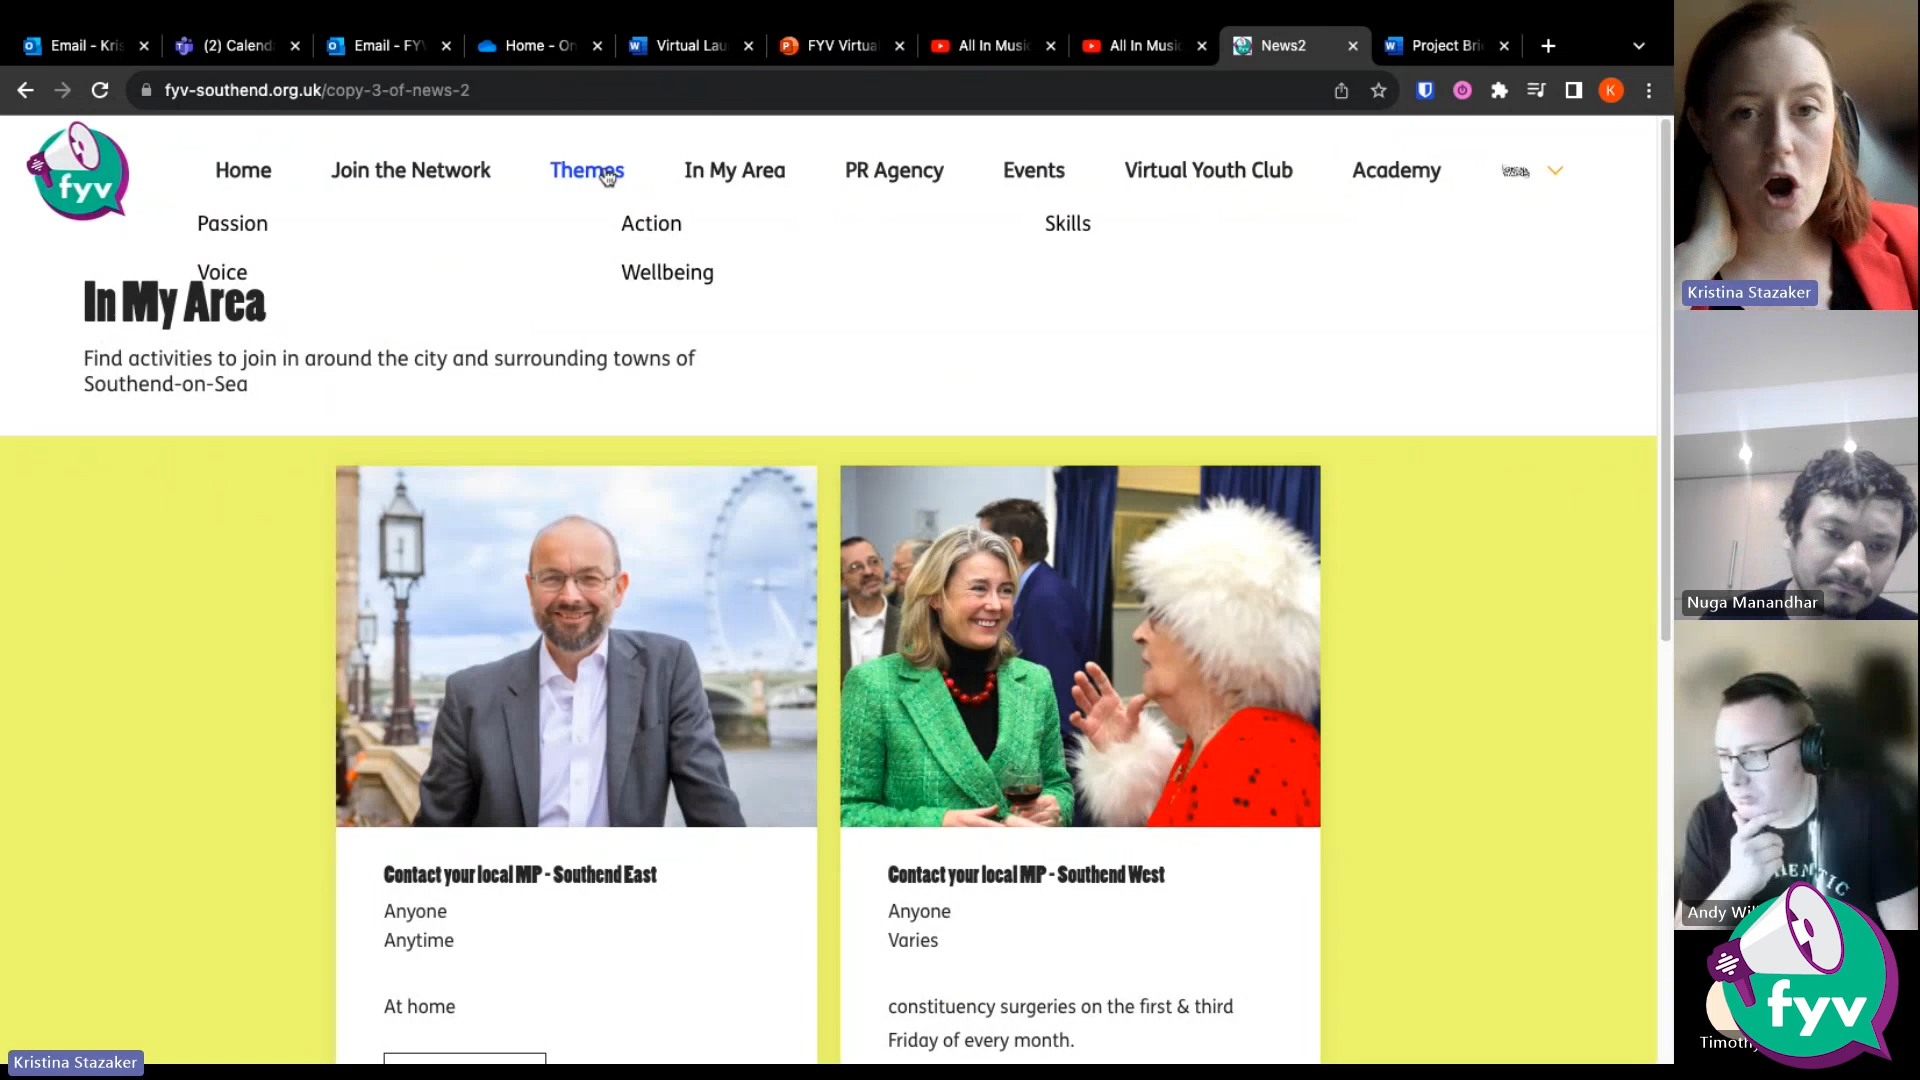 Email - Kris
(2) Calend
Email - FY
Home - On
Virtual Lau
FYV Virtua
All In Music
All In Music
News2
Project Bri
fyv-southend.org.uk/copy-3-of-news-2
K
fyv
Home
Join the Network
Themes
In My Area
PR Agency
Events
Virtual Youth Club
Academy
Passion
Action
Skills
Voice
Wellbeing
In My Area
Find activities to join in around the city and surrounding towns of
Southend-on-Sea
Contact your local MP - Southend East
Anyone
Anytime
At home
Contact your local MP - Southend West
Anyone
Varies
constituency surgeries on the first & third
Friday of every month.
Kristina Stazaker
Kristina Stazaker
Nuga Manandhar
Andy Wil
Timothy
fyv